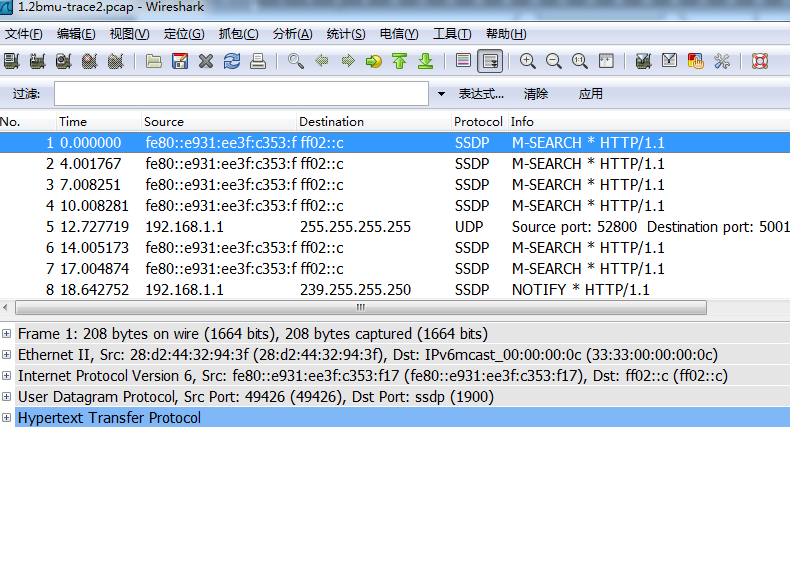 1.2bmu-trace2.pcap - Wireshark
文件(F) 编辑(E) 视图(V) 定位(G) 抓包(C) 分析(A) 统计(S) 电信(Y) 工具(T) 帮助(H)
过滤: 表达式... 清除 应用
No. Time Source Destination Protocol Info
1 0.000000 fe80::e931:ee3f:c353:f ff02::c SSDP M-SEARCH * HTTP/1.1
2 4.001767 fe80::e931:ee3f:c353:f ff02::c SSDP M-SEARCH * HTTP/1.1
3 7.008251 fe80::e931:ee3f:c353:f ff02::c SSDP M-SEARCH * HTTP/1.1
4 10.008281 fe80::e931:ee3f:c353:f ff02::c SSDP M-SEARCH * HTTP/1.1
5 12.727719 192.168.1.1 255.255.255.255 UDP Source port: 52800 Destination port: 5001
6 14.005173 fe80::e931:ee3f:c353:f ff02::c SSDP M-SEARCH * HTTP/1.1
7 17.004874 fe80::e931:ee3f:c353:f ff02::c SSDP M-SEARCH * HTTP/1.1
8 18.642752 192.168.1.1 239.255.255.250 SSDP NOTIFY * HTTP/1.1
Frame 1: 208 bytes on wire (1664 bits), 208 bytes captured (1664 bits)
Ethernet II, Src: 28:d2:44:32:94:3f (28:d2:44:32:94:3f), Dst: IPv6mcast_00:00:00:0c (33:33:00:00:00:0c)
Internet Protocol Version 6, Src: fe80::e931:ee3f:c353:f17 (fe80::e931:ee3f:c353:f17), Dst: ff02::c (ff02::c)
User Datagram Protocol, Src Port: 49426 (49426), Dst Port: ssdp (1900)
Hypertext Transfer Protocol